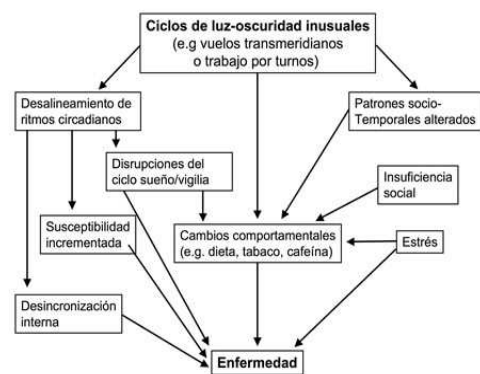 Ciclos de luz-oscuridad inusuales
(e.g vuelos transmeridianos
o trabajo por turnos)
Desalineamiento de
ritmos circadianos
Patrones socio-
Temporales alterados
Disrupciones del
ciclo sueño/vigilia
Insuficiencia
social
Susceptibilidad
incrementada
Cambios comportamentales
(e.g. dieta, tabaco, cafeína)
Estrés
Desincronización
interna
Enfermedad